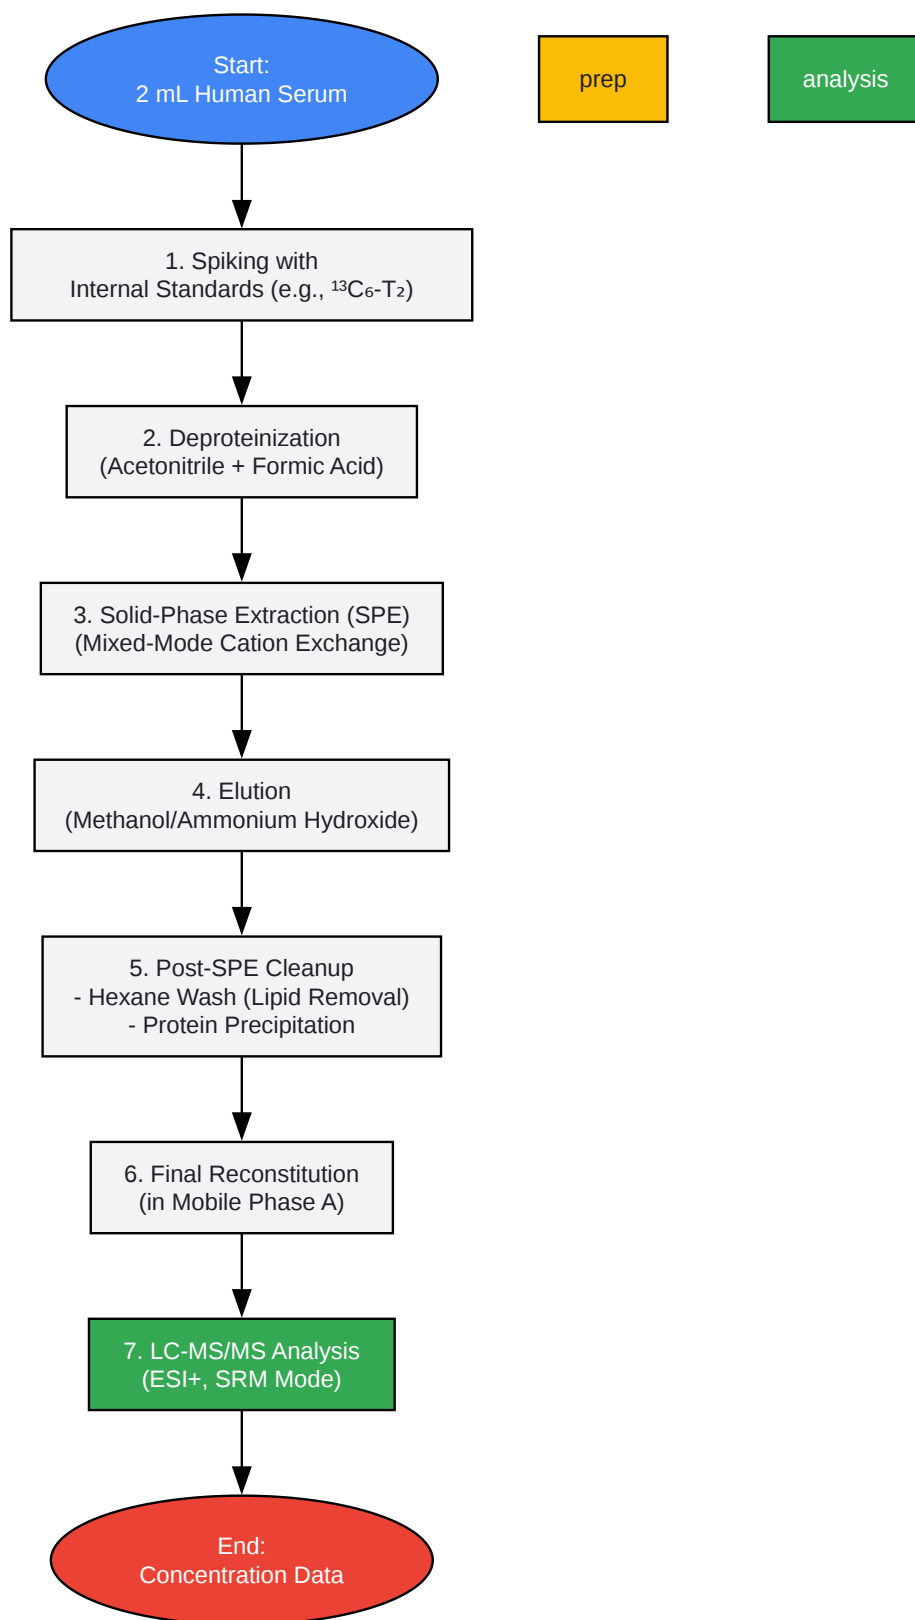 Start:
2 mL Human Serum
prep
analysis
1. Spiking with
Internal Standards (e.g., ¹³C₆-T₂)
2. Deproteinization
(Acetonitrile + Formic Acid)
3. Solid-Phase Extraction (SPE)
(Mixed-Mode Cation Exchange)
4. Elution
(Methanol/Ammonium Hydroxide)
5. Post-SPE Cleanup
- Hexane Wash (Lipid Removal)
- Protein Precipitation
6. Final Reconstitution
(in Mobile Phase A)
7. LC-MS/MS Analysis
(ESI+, SRM Mode)
End:
Concentration Data